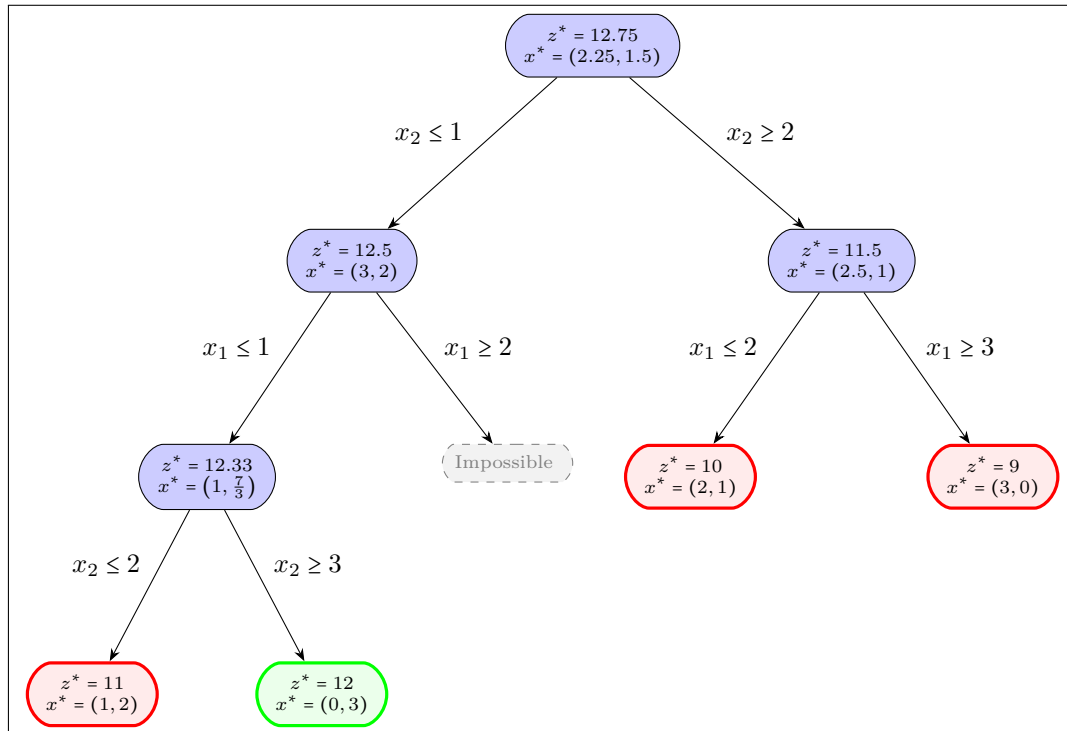 z* = 12.75
x* = (2.25, 1.5)
x₂ ≤ 1
x₂ ≥ 2
z* = 12.5
x* = (3, 2)
z* = 11.5
x* = (2.5, 1)
x₁ ≤ 1
x₁ ≥ 2
x₁ ≤ 2
x₁ ≥ 3
z* = 12.33
x* = (1, 7/3)
Impossible
z* = 10
x* = (2, 1)
z* = 9
x* = (3, 0)
x₂ ≤ 2
x₂ ≥ 3
z* = 11
x* = (1, 2)
z* = 12
x* = (0, 3)